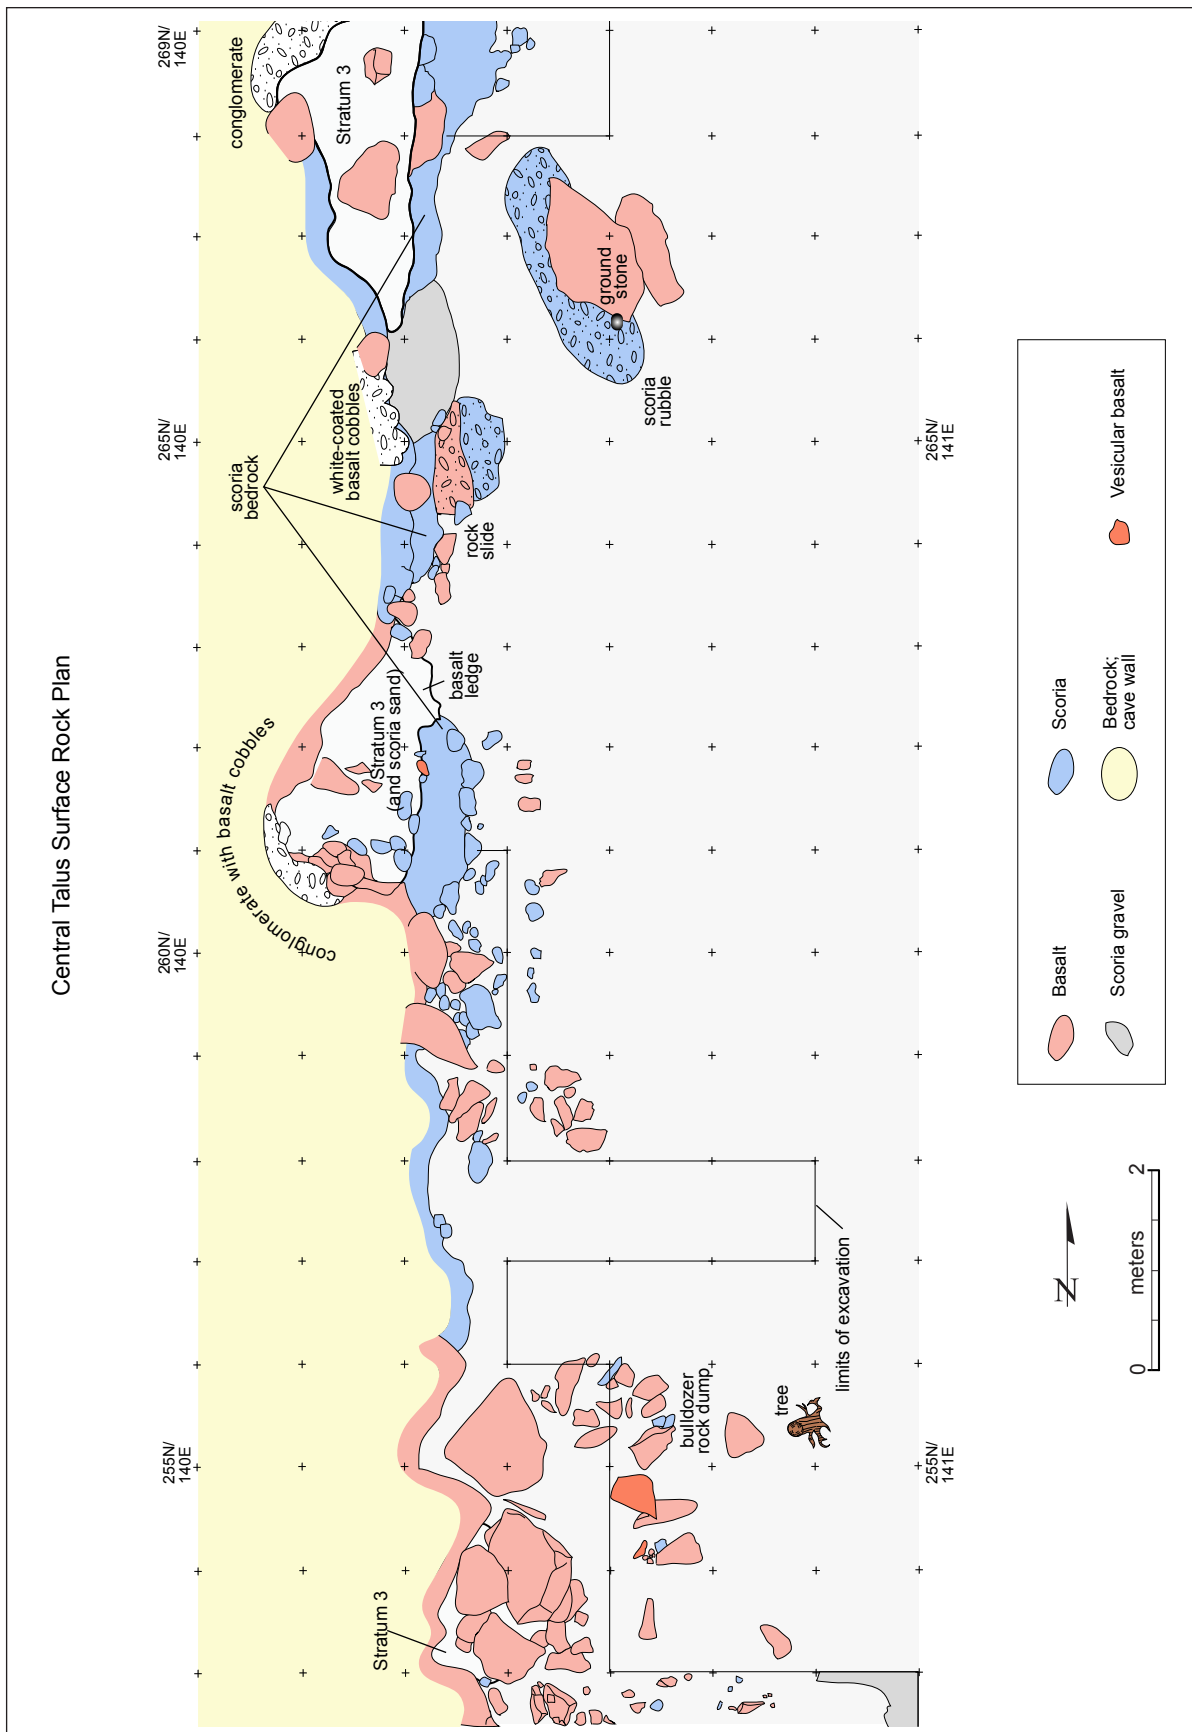 Central Talus Surface Rock Plan
269N/
140E
265N/
140E
260N/
140E
255N/
140E
conglomerate
Stratum 3
scoria
bedrock
white-coated
basalt cobbles
ground
stone
scoria
rubble
rock
slide
basalt
ledge
Stratum 3
(and scoria sand)
conglomerate with basalt cobbles
265N/
141E
255N/
141E
limits of excavation
bulldozer
rock dump
tree
Stratum 3
N
0 meters 2
Basalt
Scoria
Vesicular basalt
Scoria gravel
Bedrock;
cave wall